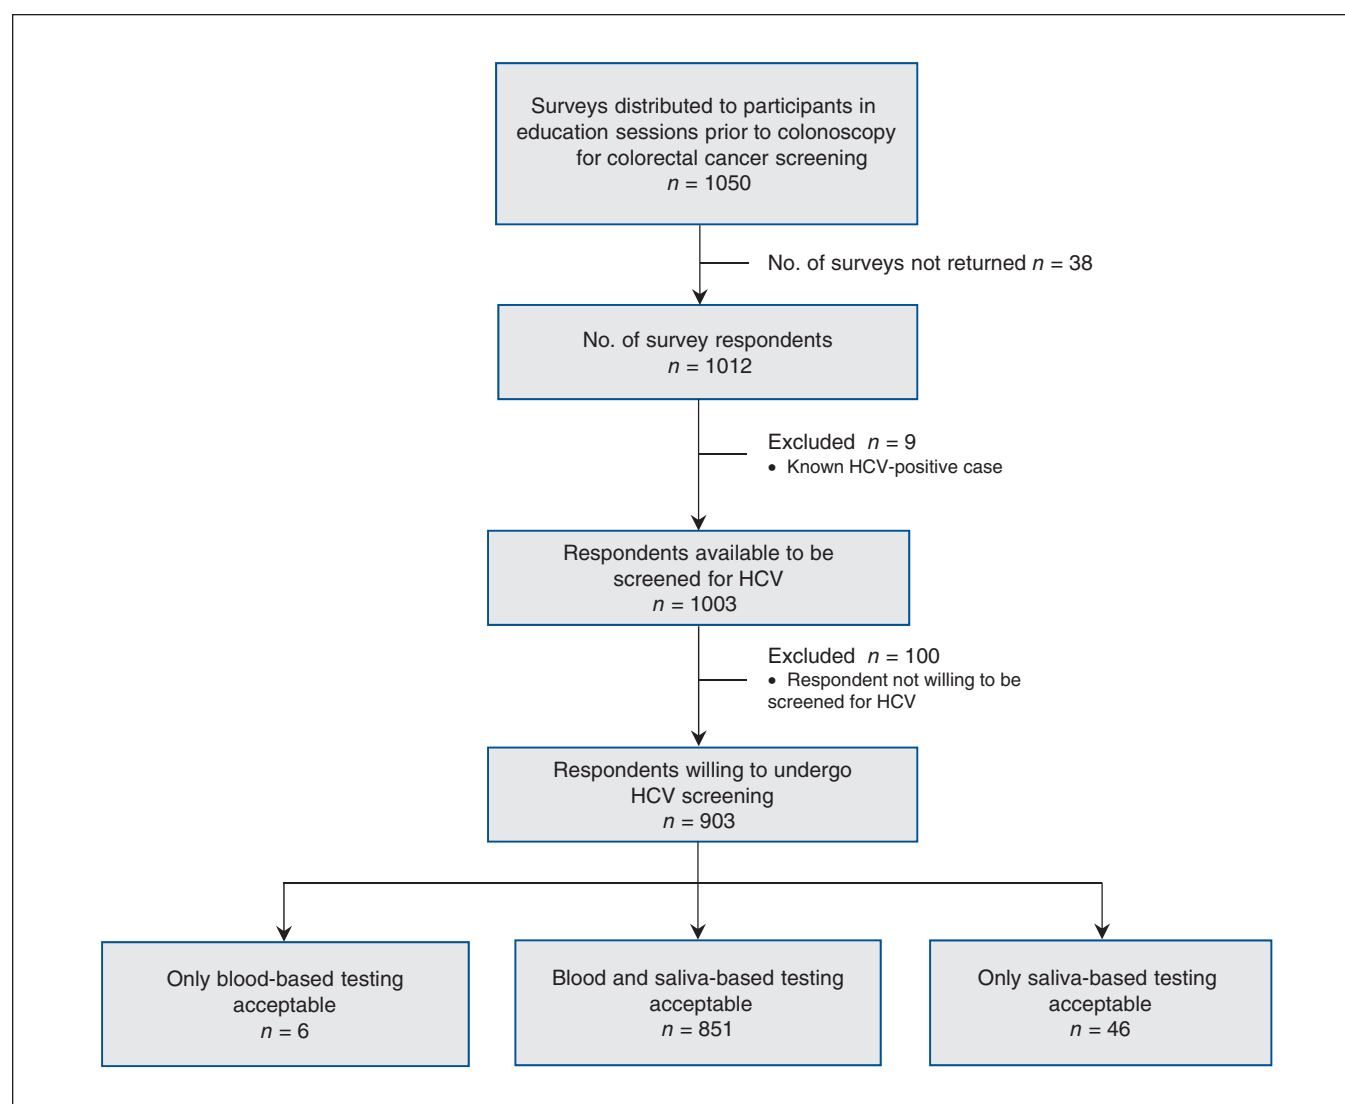 Surveys distributed to participants in
education sessions prior to colonoscopy
for colorectal cancer screening
n = 1050
No. of surveys not returned n = 38
No. of survey respondents
n = 1012
Excluded n = 9
• Known HCV-positive case
Respondents available to be
screened for HCV
n = 1003
Excluded n = 100
• Respondent not willing to be
screened for HCV
Respondents willing to undergo
HCV screening
n = 903
Only blood-based testing
acceptable
n = 6
Blood and saliva-based testing
acceptable
n = 851
Only saliva-based testing
acceptable
n = 46